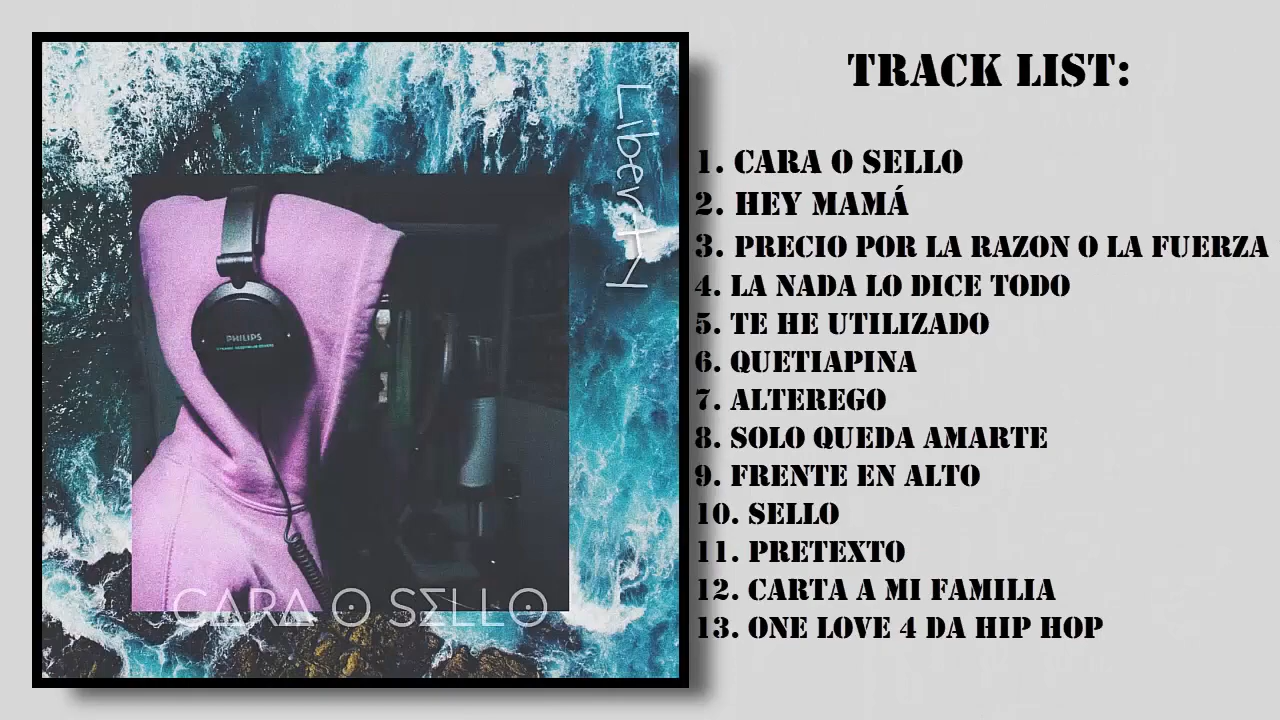 Liberty
PHILIPS
CARA O SELLO
TRACK LIST:
1. CARA O SELLO
2. HEY MAMÁ
3. PRECIO POR LA RAZON O LA FUERZA
4. LA NADA LO DICE TODO
5. TE HE UTILIZADO
6. QUETIAPINA
7. ALTEREGO
8. SOLO QUEDA AMARTE
9. FRENTE EN ALTO
10. SELLO
11. PRETEXTO
12. CARTA A MI FAMILIA
13. ONE LOVE 4 DA HIP HOP